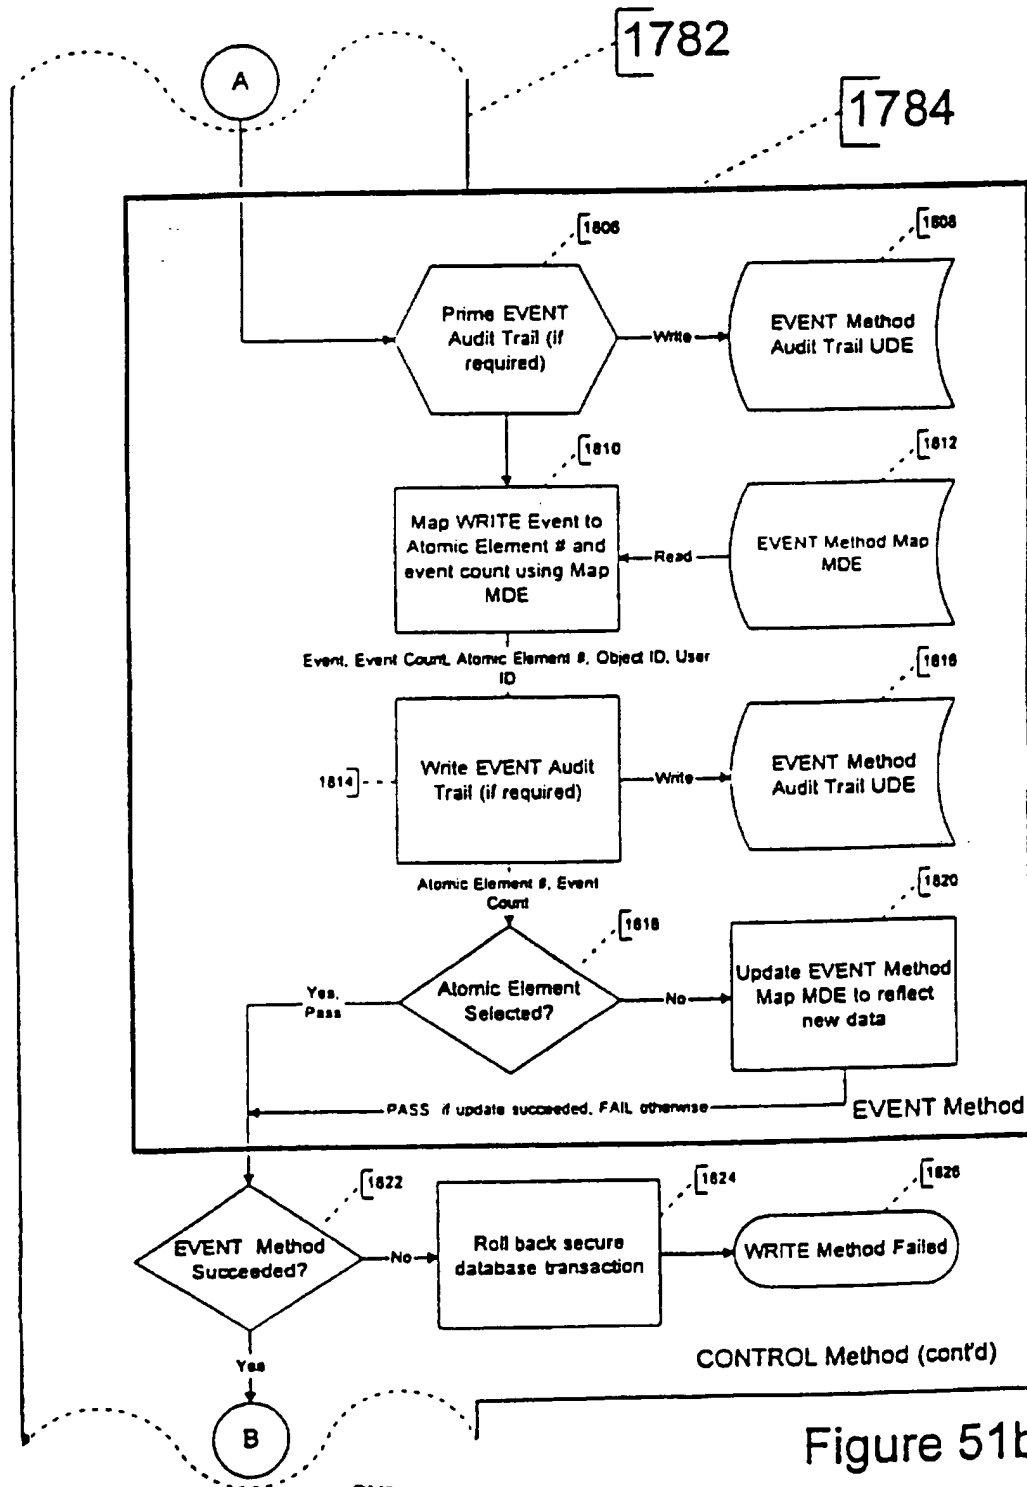 1782
A
1784
1806
1808
Prime EVENT
Audit Trail (if
required)
Write
EVENT Method
Audit Trail UDE
1810
1812
Map WRITE Event to
Atomic Element # and
event count using Map
MDE
Read
EVENT Method Map
MDE
Event, Event Count, Atomic Element #, Object ID, User
ID
1816
1814
Write EVENT Audit
Trail (if required)
Write
EVENT Method
Audit Trail UDE
Atomic Element #, Event
Count
1818
1820
Yes,
Pass
Atomic Element
Selected?
No
Update EVENT Method
Map MDE to reflect
new data
PASS if update succeeded, FAIL otherwise
EVENT Method
1822
1824
1826
EVENT Method
Succeeded?
No
Roll back secure
database transaction
WRITE Method Failed
Yes
CONTROL Method (cont'd)
B
Figure 51b